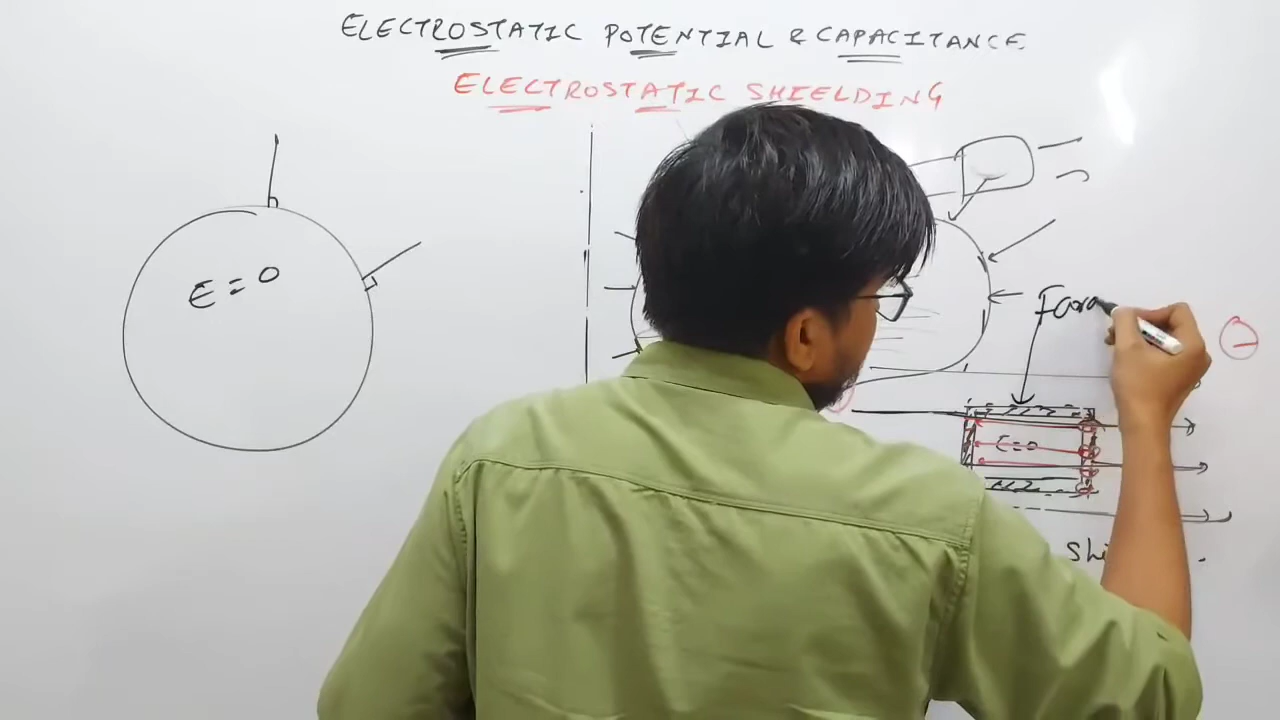 ELECTROSTATIC POTENTIAL & CAPACITANCE
ELECTROSTATIC SHIELDING
E = 0
Fara
E=0
Shi